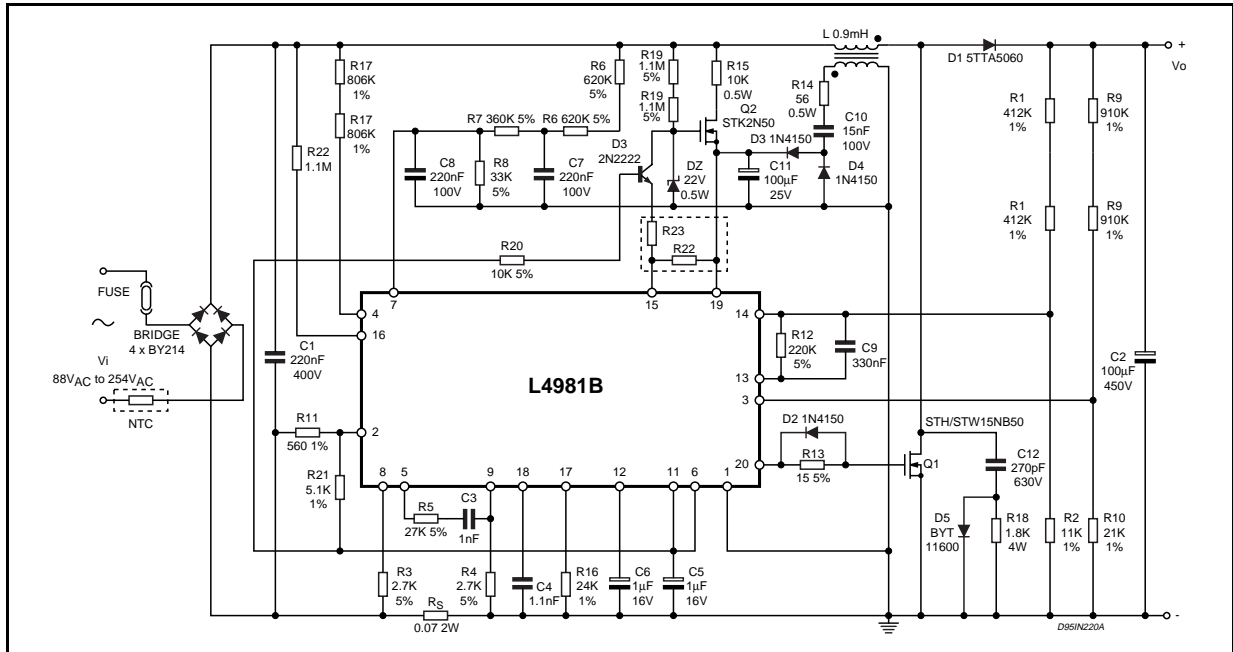 L 0.9mH
D1 5TTA5060
+
Vo
R17
806K
1%
R17
806K
1%
R22
1.1M
R6
620K
5%
R19
1.1M
5%
R19
1.1M
5%
R15
10K
0.5W
Q2
STK2N50
R14
56
0.5W
C10
15nF
100V
R1
412K
1%
R9
910K
1%
R7 360K 5%
R6 620K 5%
D3
2N2222
D3 1N4150
D4
1N4150
C8
220nF
100V
R8
33K
5%
C7
220nF
100V
DZ
22V
0.5W
C11
100µF
25V
R1
412K
1%
R9
910K
1%
R23
R22
R20
10K 5%
FUSE
BRIDGE
4 x BY214
Vi
88VAC to 254VAC
NTC
C1
220nF
400V
7
15
19
4
16
2
14
13
3
20
L4981B
R12
220K
5%
C9
330nF
C2
100µF
450V
R11
560 1%
R21
5.1K
1%
D2 1N4150
R13
15 5%
STH/STW15NB50
Q1
C12
270pF
630V
8
5
9
18
17
12
11
6
1
R5
27K 5%
C3
1nF
D5
BYT
11600
R18
1.8K
4W
R2
11K
1%
R10
21K
1%
R3
2.7K
5%
R4
2.7K
5%
C4
1.1nF
R16
24K
1%
C6
1µF
16V
C5
1µF
16V
RS
0.07 2W
-
D95IN220A